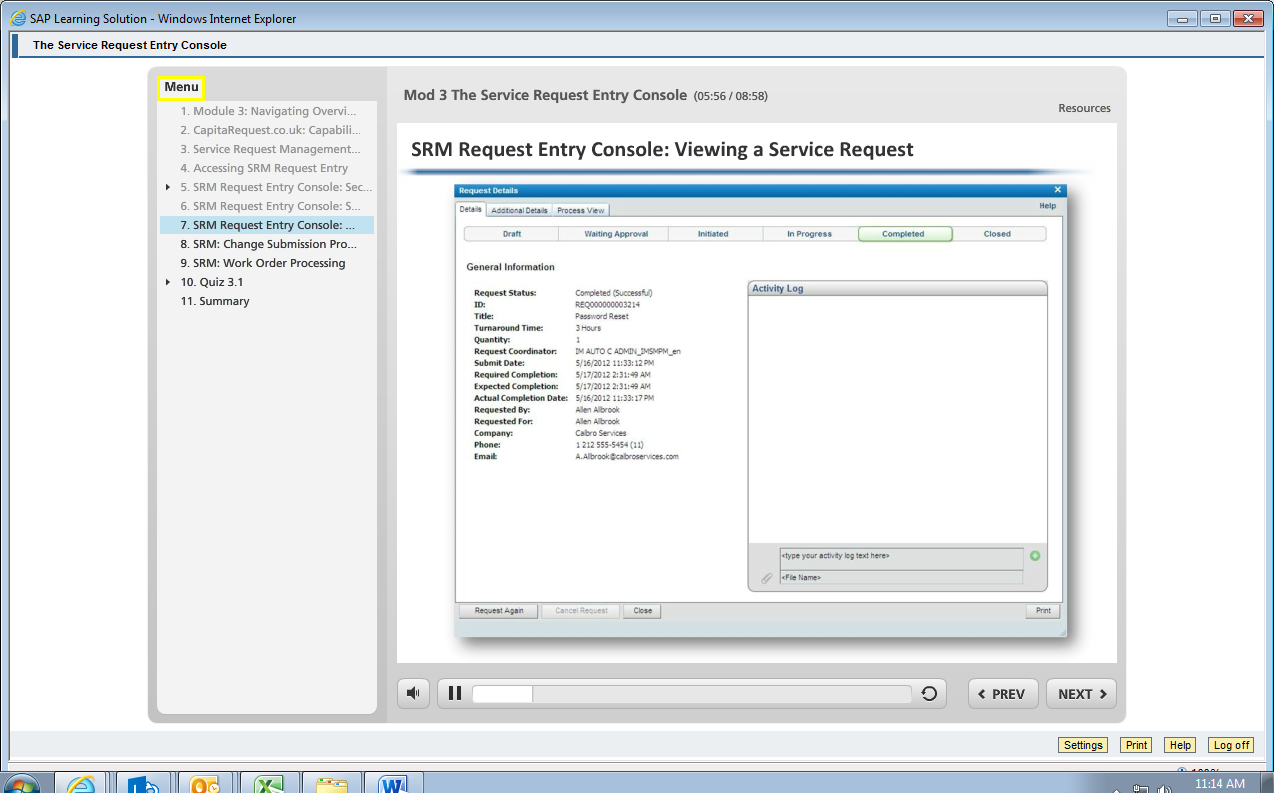 SAP Learning Solution - Windows Internet Explorer
The Service Request Entry Console
Menu
1. Module 3: Navigating Overvi...
2. CapitaRequest.co.uk: Capabili...
3. Service Request Management...
4. Accessing SRM Request Entry
5. SRM Request Entry Console: Sec...
6. SRM Request Entry Console: S...
7. SRM Request Entry Console: ...
8. SRM: Change Submission Pro...
9. SRM: Work Order Processing
10. Quiz 3.1
11. Summary
Mod 3 The Service Request Entry Console (05:56 / 08:58)
Resources
SRM Request Entry Console: Viewing a Service Request
Request Details
Details Additional Details Process View
Help
Draft Waiting Approval Initiated In Progress Completed Closed
General Information
Request Status: Completed (Successful)
ID: REQ000000003214
Title: Password Reset
Turnaround Time: 3 Hours
Quantity: 1
Request Coordinator: IM AUTO C ADMIN_IMSMPM_en
Submit Date: 5/16/2012 11:33:12 PM
Required Completion: 5/17/2012 2:31:49 AM
Expected Completion: 5/17/2012 2:31:49 AM
Actual Completion Date: 5/16/2012 11:33:17 PM
Requested By: Allen Allbrook
Requested For: Allen Allbrook
Company: Calbro Services
Phone: 1 212 555-5454 (11)
Email: A.Allbrook@calbroservices.com
Activity Log
<type your activity log text here>
<File Name>
Request Again Cancel Request Close Print
PREV NEXT
Settings Print Help Log off
11:14 AM